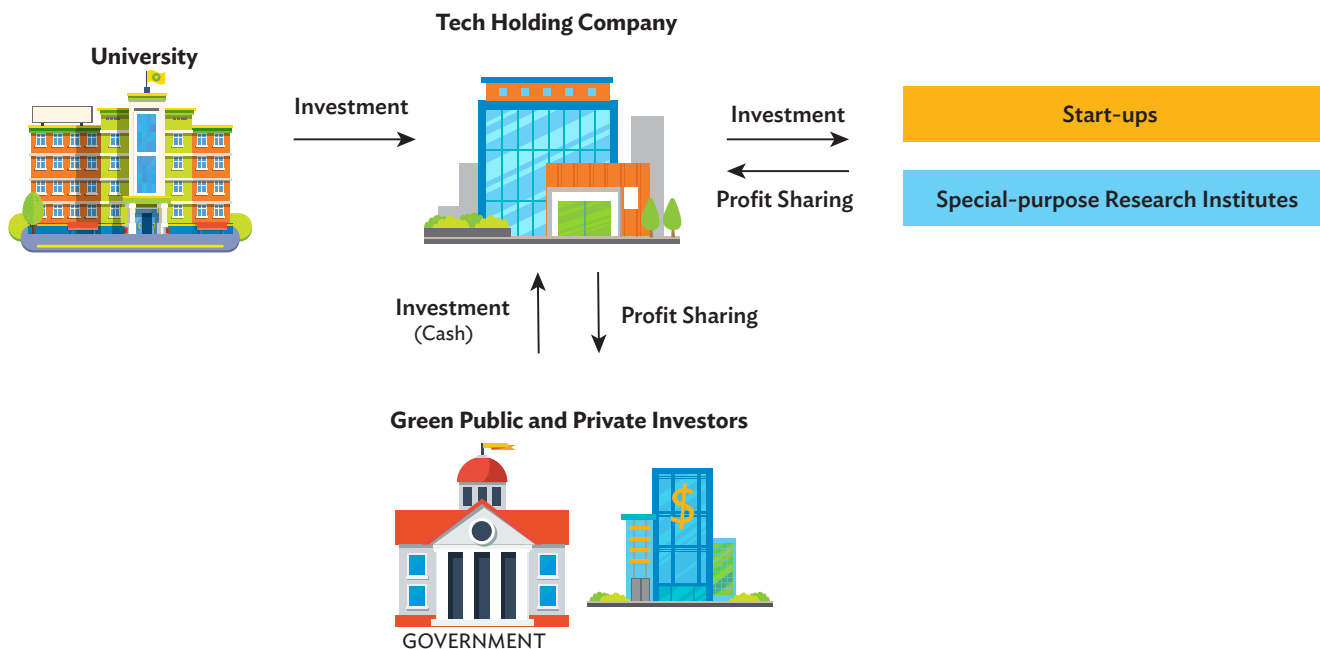 Tech Holding Company
University
Investment
Investment
Profit Sharing
Start-ups
Special-purpose Research Institutes
Investment
(Cash)
Profit Sharing
Green Public and Private Investors
$
GOVERNMENT